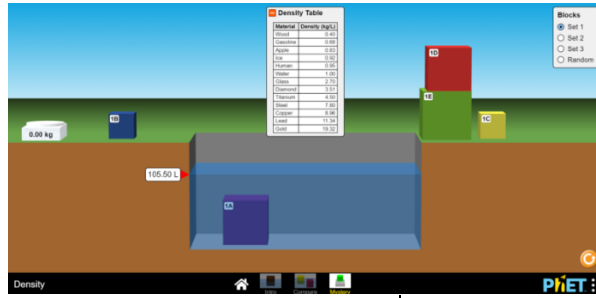 Density Table
Material Density (kg/L)
Wood 0.40
Gasoline 0.68
Apple 0.83
Ice 0.92
Human 0.95
Water 1.00
Glass 2.70
Diamond 3.51
Titanium 4.50
Steel 7.80
Copper 8.96
Lead 11.34
Gold 19.32
Blocks
Set 1
Set 2
Set 3
Random
1D
1E
1B
1C
0.00 kg
105.50 L
1A
Density
Intro
Compare
Mystery
PhET